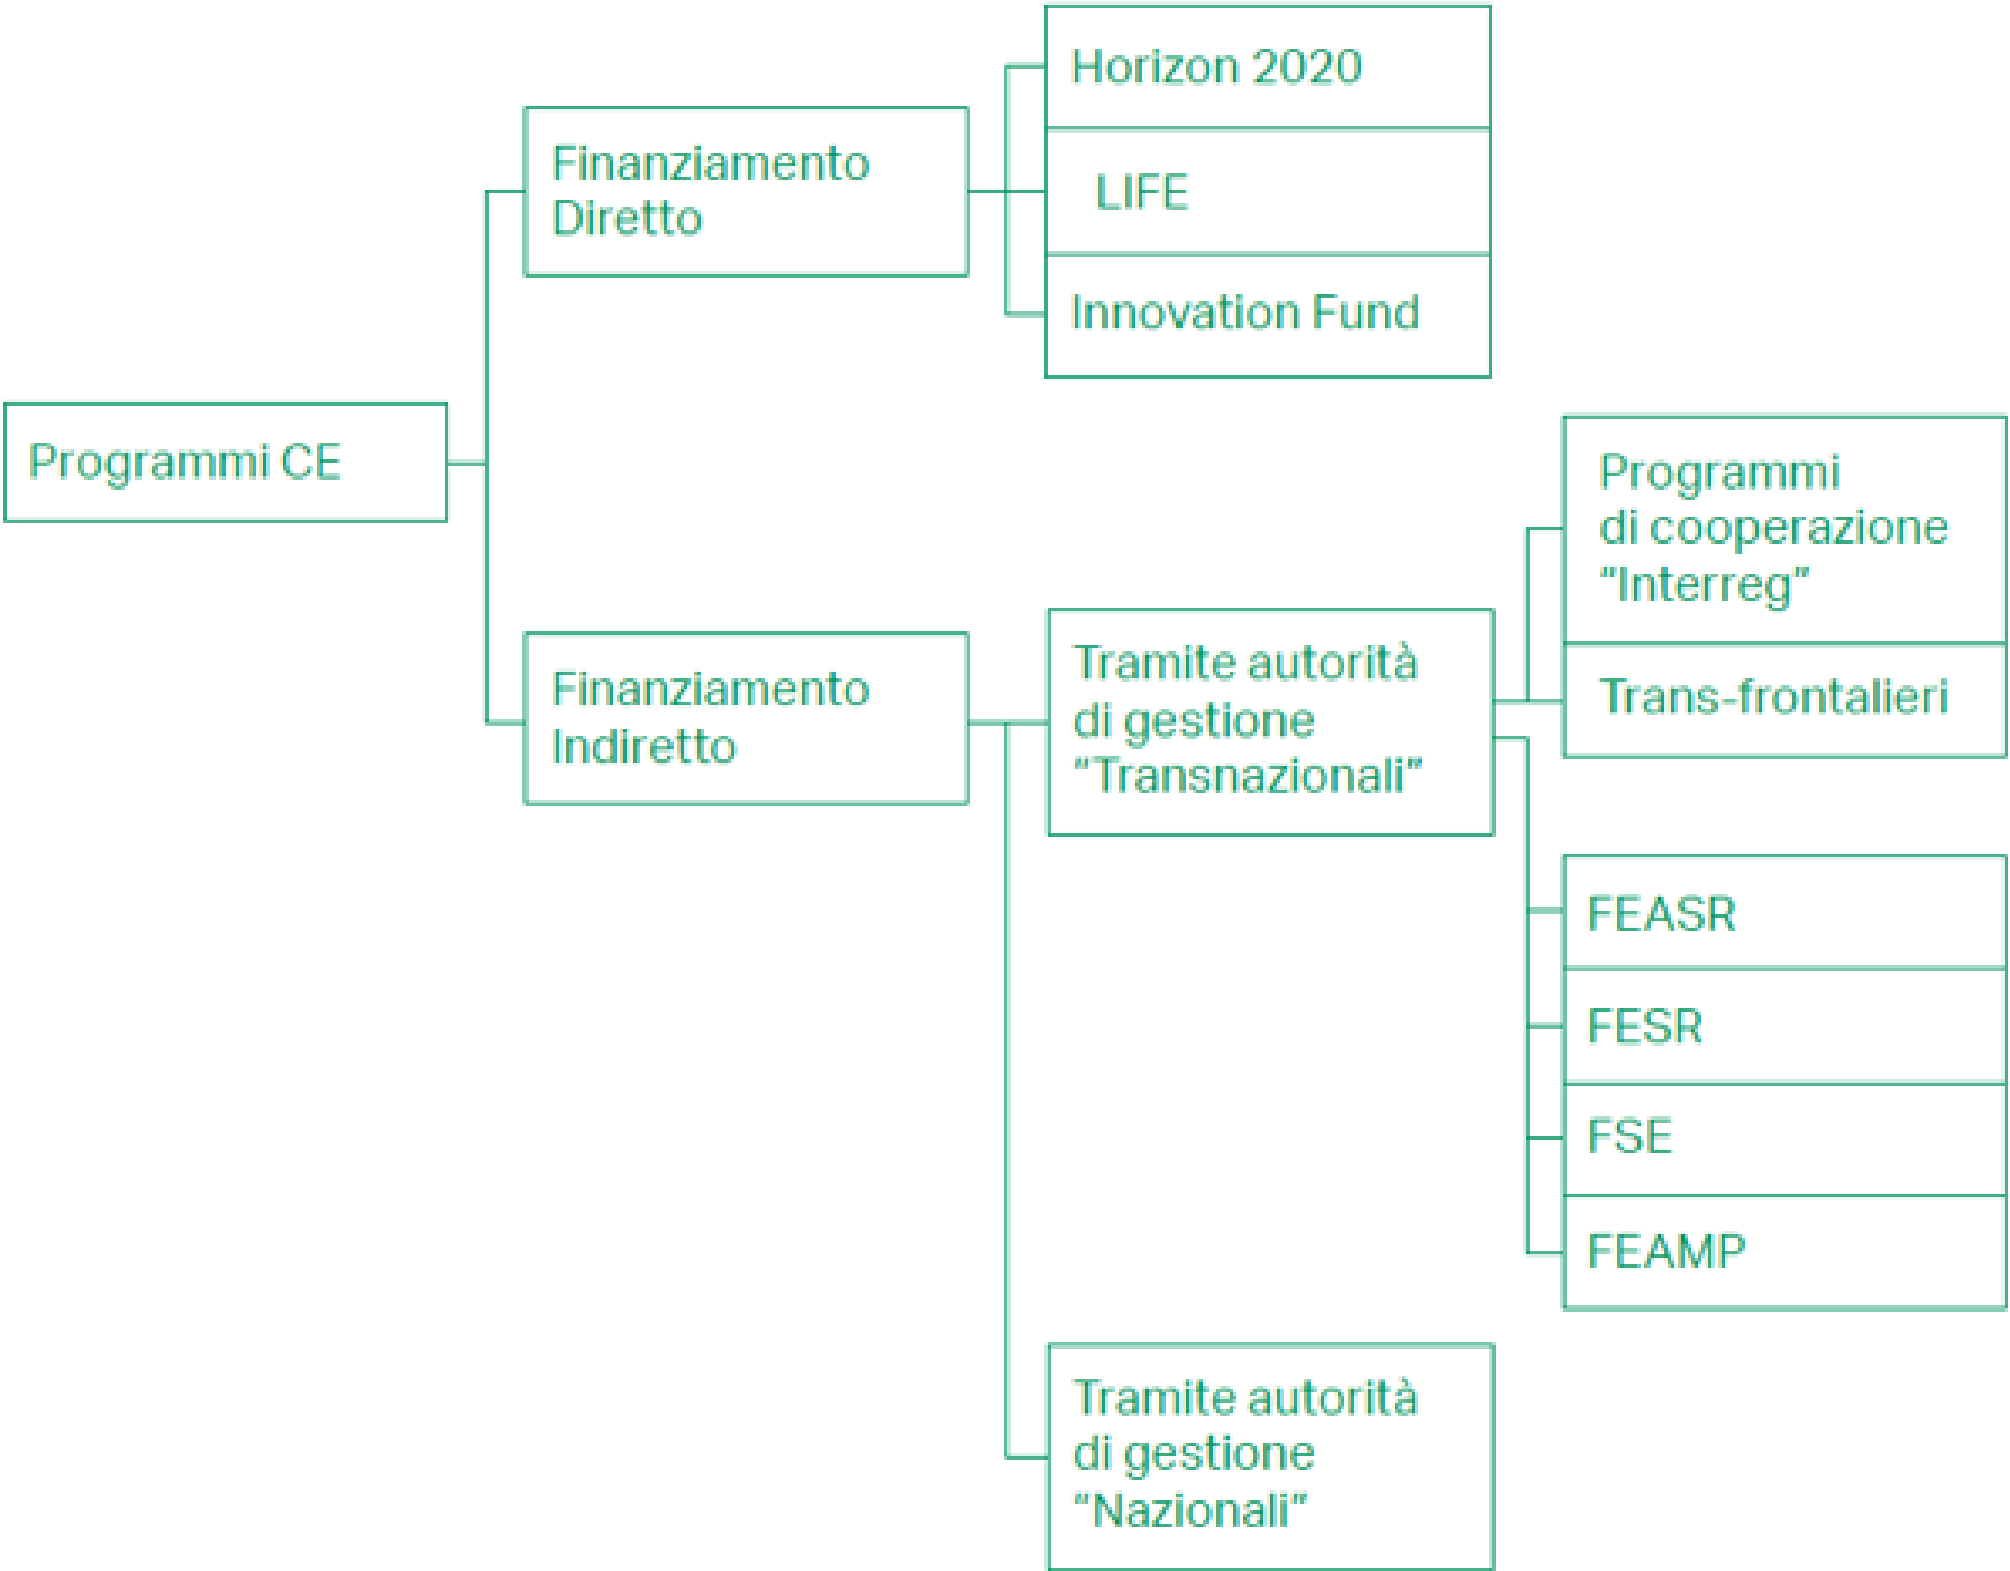 Programmi CE
Finanziamento
Diretto
Horizon 2020
LIFE
Innovation Fund
Finanziamento
Indiretto
Tramite autorità
di gestione
“Transnazionali”
Programmi
di cooperazione
“Interreg”
Trans-frontalieri
FEASR
FESR
FSE
FEAMP
Tramite autorità
di gestione
“Nazionali”